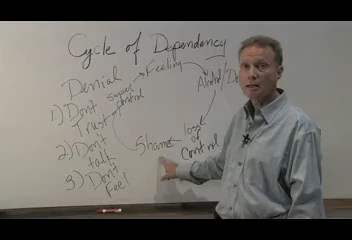 Cycle of Dependency
Denial
1) Don't
Trust
2) Don't
talk
3) Don't
Feel
super
control
Feeling
Alcohol/D
loss
of
Control
Shame